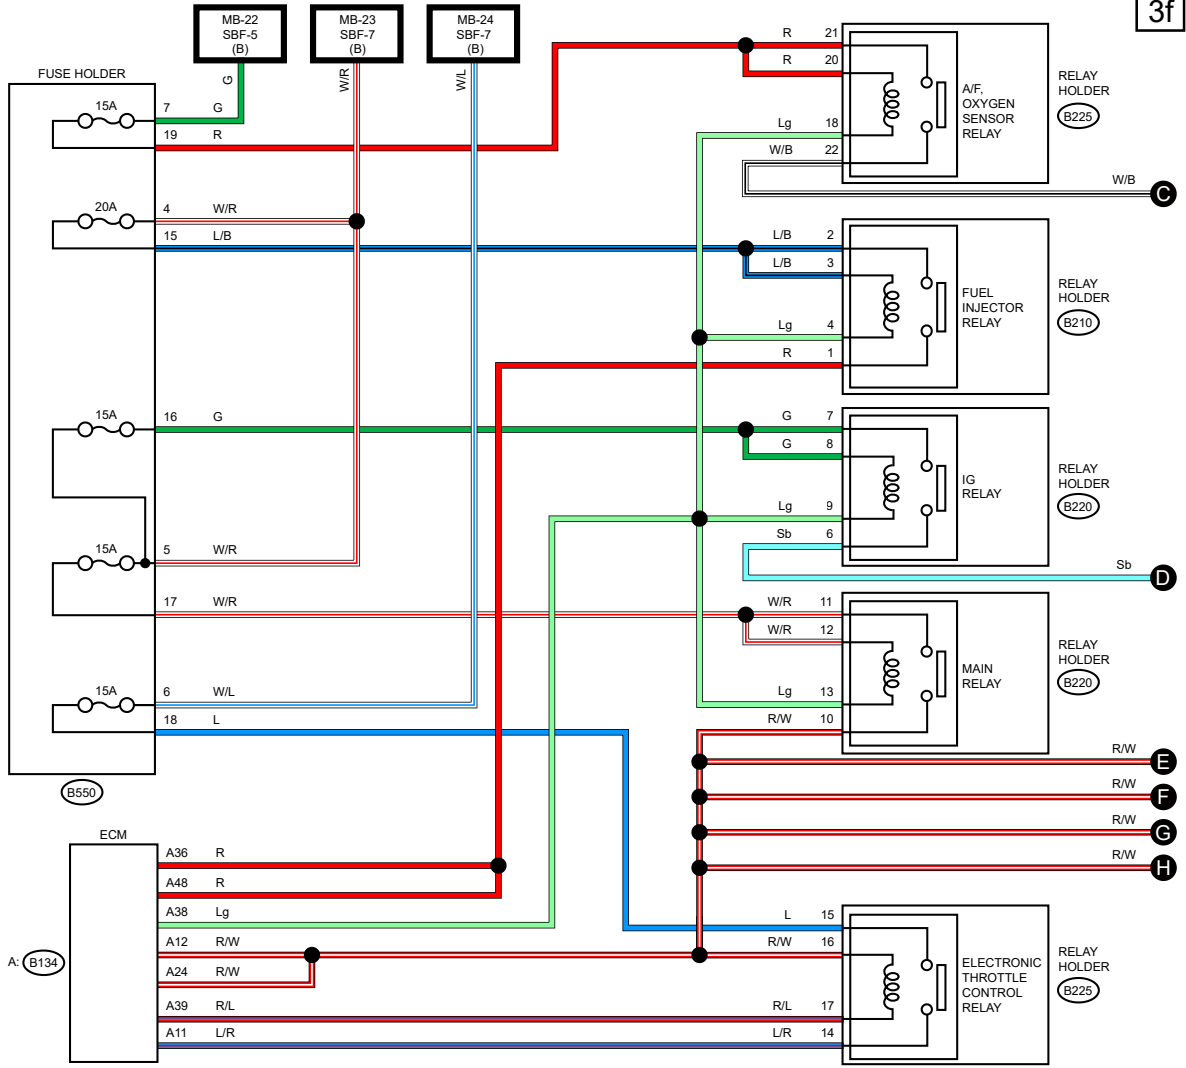 3f
MB-22
SBF-5
(B)
MB-23
SBF-7
(B)
MB-24
SBF-7
(B)
G
W/R
W/L
FUSE HOLDER
15A
7 G
19 R
20A
4 W/R
15 L/B
15A
16 G
15A
5 W/R
17 W/R
15A
6 W/L
18 L
B550
R 21
R 20
Lg 18
W/B 22
A/F,
OXYGEN
SENSOR
RELAY
RELAY
HOLDER
B225
W/B
C
L/B 2
L/B 3
Lg 4
R 1
FUEL
INJECTOR
RELAY
RELAY
HOLDER
B210
G 7
G 8
Lg 9
Sb 6
IG
RELAY
RELAY
HOLDER
B220
Sb
D
W/R 11
W/R 12
Lg 13
R/W 10
MAIN
RELAY
RELAY
HOLDER
B220
R/W
E
R/W
F
R/W
G
R/W
H
ECM
A36 R
A48 R
A38 Lg
A12 R/W
A24 R/W
A39 R/L
A11 L/R
A: B134
L 15
R/W 16
R/L 17
L/R 14
ELECTRONIC
THROTTLE
CONTROL
RELAY
RELAY
HOLDER
B225